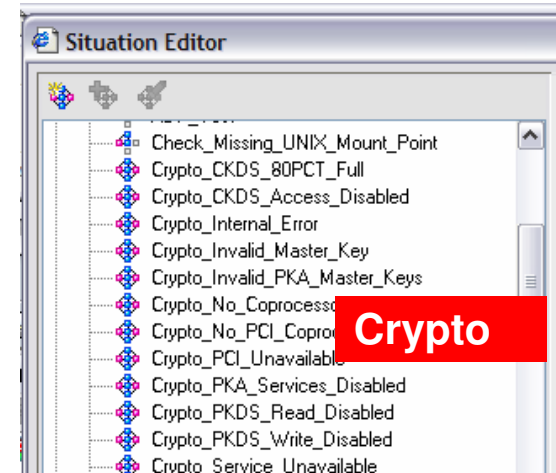 Situation Editor
Check_Missing_UNIX_Mount_Point
Crypto_CKDS_80PCT_Full
Crypto_CKDS_Access_Disabled
Crypto_Internal_Error
Crypto_Invalid_Master_Key
Crypto_Invalid_PKA_Master_Keys
Crypto_No_Coprocesso
Crypto_No_PCI_Coproc
Crypto
Crypto_PCI_Unavailable
Crypto_PKA_Services_Disabled
Crypto_PKDS_Read_Disabled
Crypto_PKDS_Write_Disabled
Crypto_Service_Unavailable